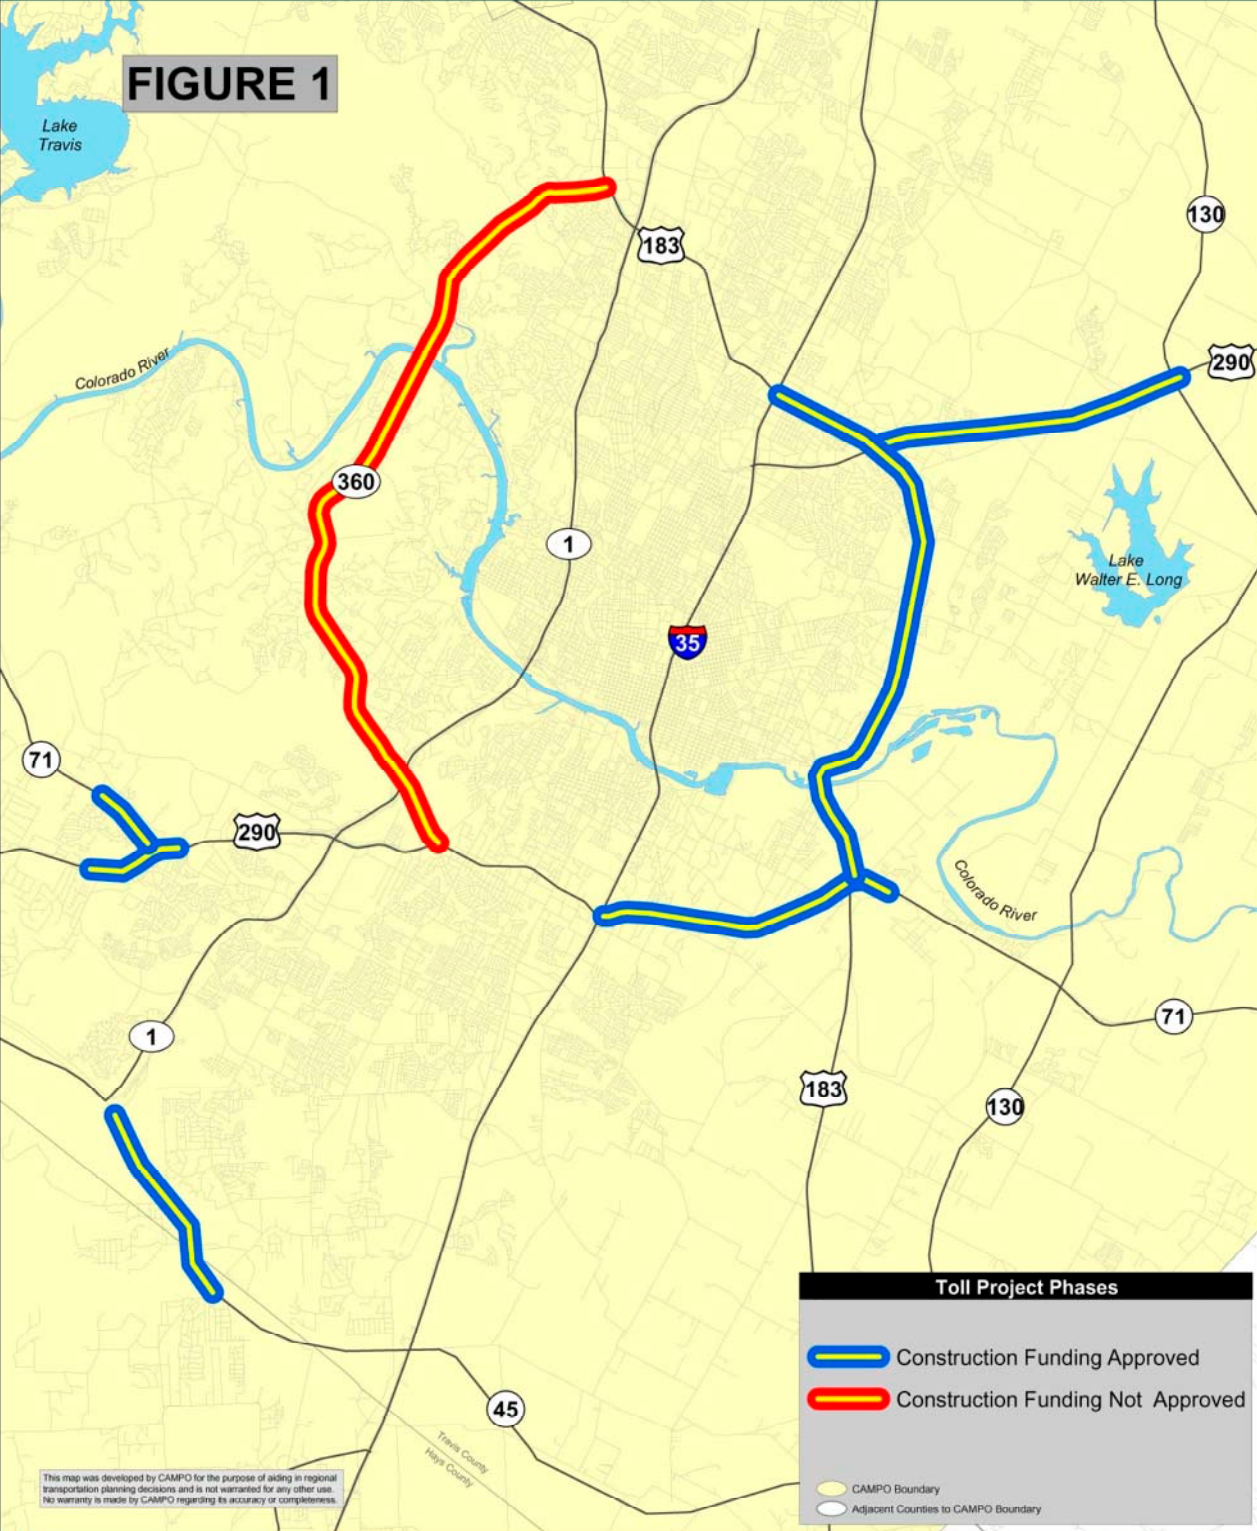 FIGURE 1
Lake
Travis
183
130
290
Colorado River
360
1
Lake
Walter E. Long
35
71
290
Colorado River
1
71
183
130
45
Travis County
Hays County
Toll Project Phases
Construction Funding Approved
Construction Funding Not Approved
CAMPO Boundary
Adjacent Counties to CAMPO Boundary
This map was developed by CAMPO for the purpose of aiding in regional
transportation planning decisions and is not warranted for any other use.
No warranty is made by CAMPO regarding its accuracy or completeness.